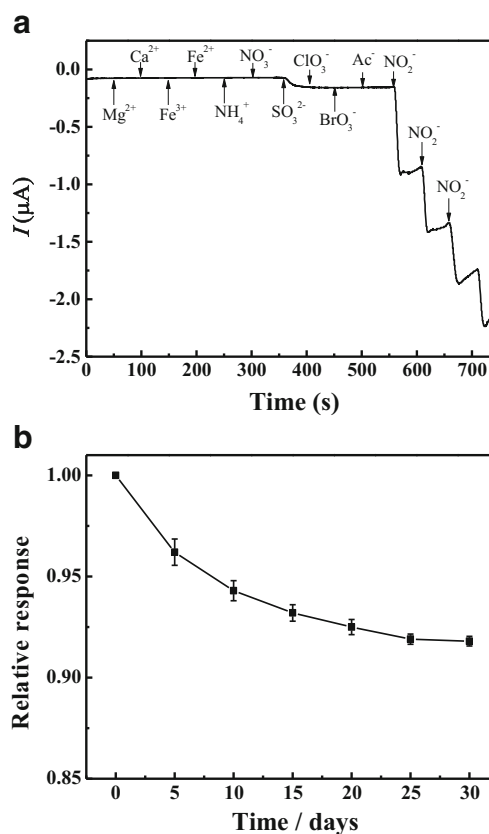 a
0.0
-0.5
-1.0
-1.5
-2.0
-2.5
I(μA)
Ca²⁺ Fe²⁺ NO₃⁻ ClO₃⁻ Ac⁻ NO₂⁻
Mg²⁺ Fe³⁺ NH₄⁺ SO₃²⁻ BrO₃⁻
NO₂⁻
NO₂⁻
0 100 200 300 400 500 600 700
Time (s)
b
1.00
0.95
0.90
0.85
Relative response
0 5 10 15 20 25 30
Time / days